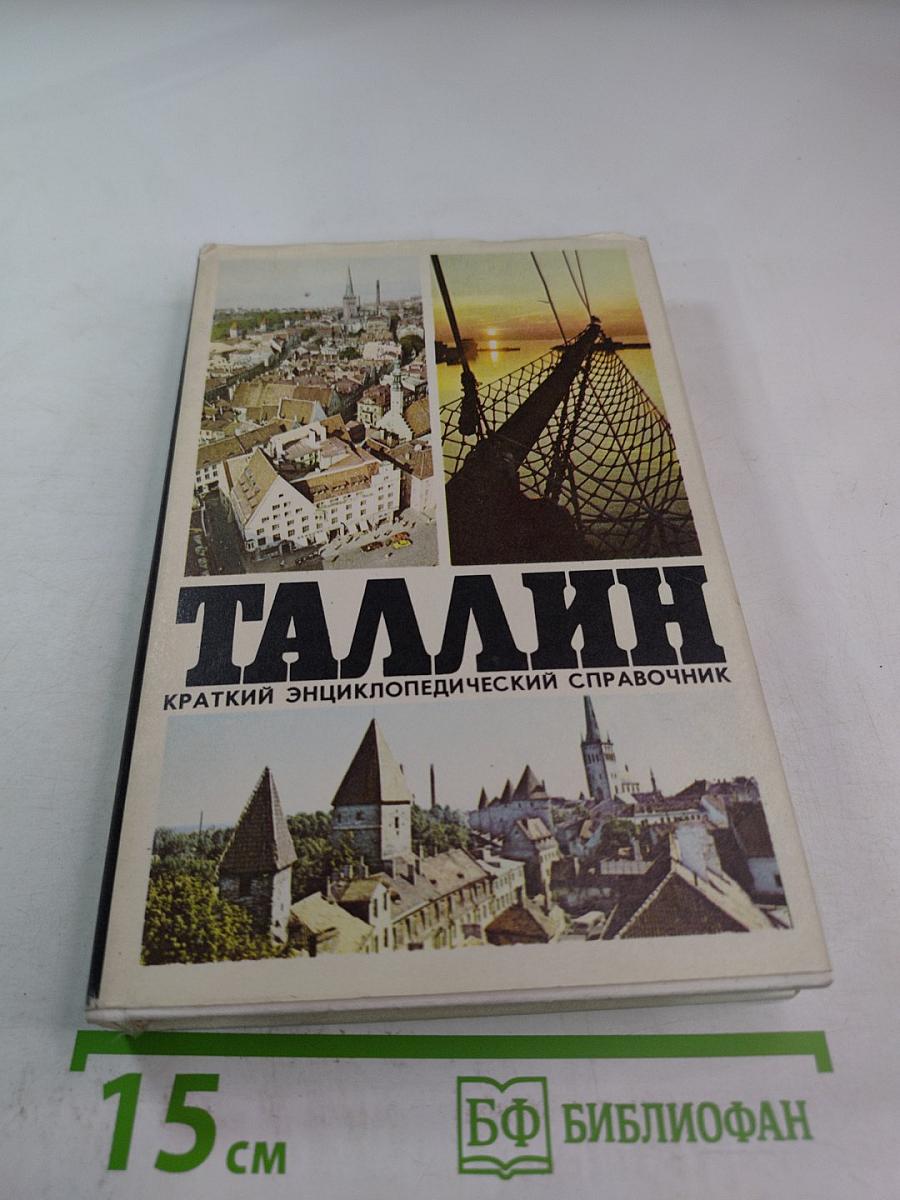 ТАЛЛИН
КРАТКИЙ ЭНЦИКЛОПЕДИЧЕСКИЙ СПРАВОЧНИК
15 см
БФ БИБЛИОФАН